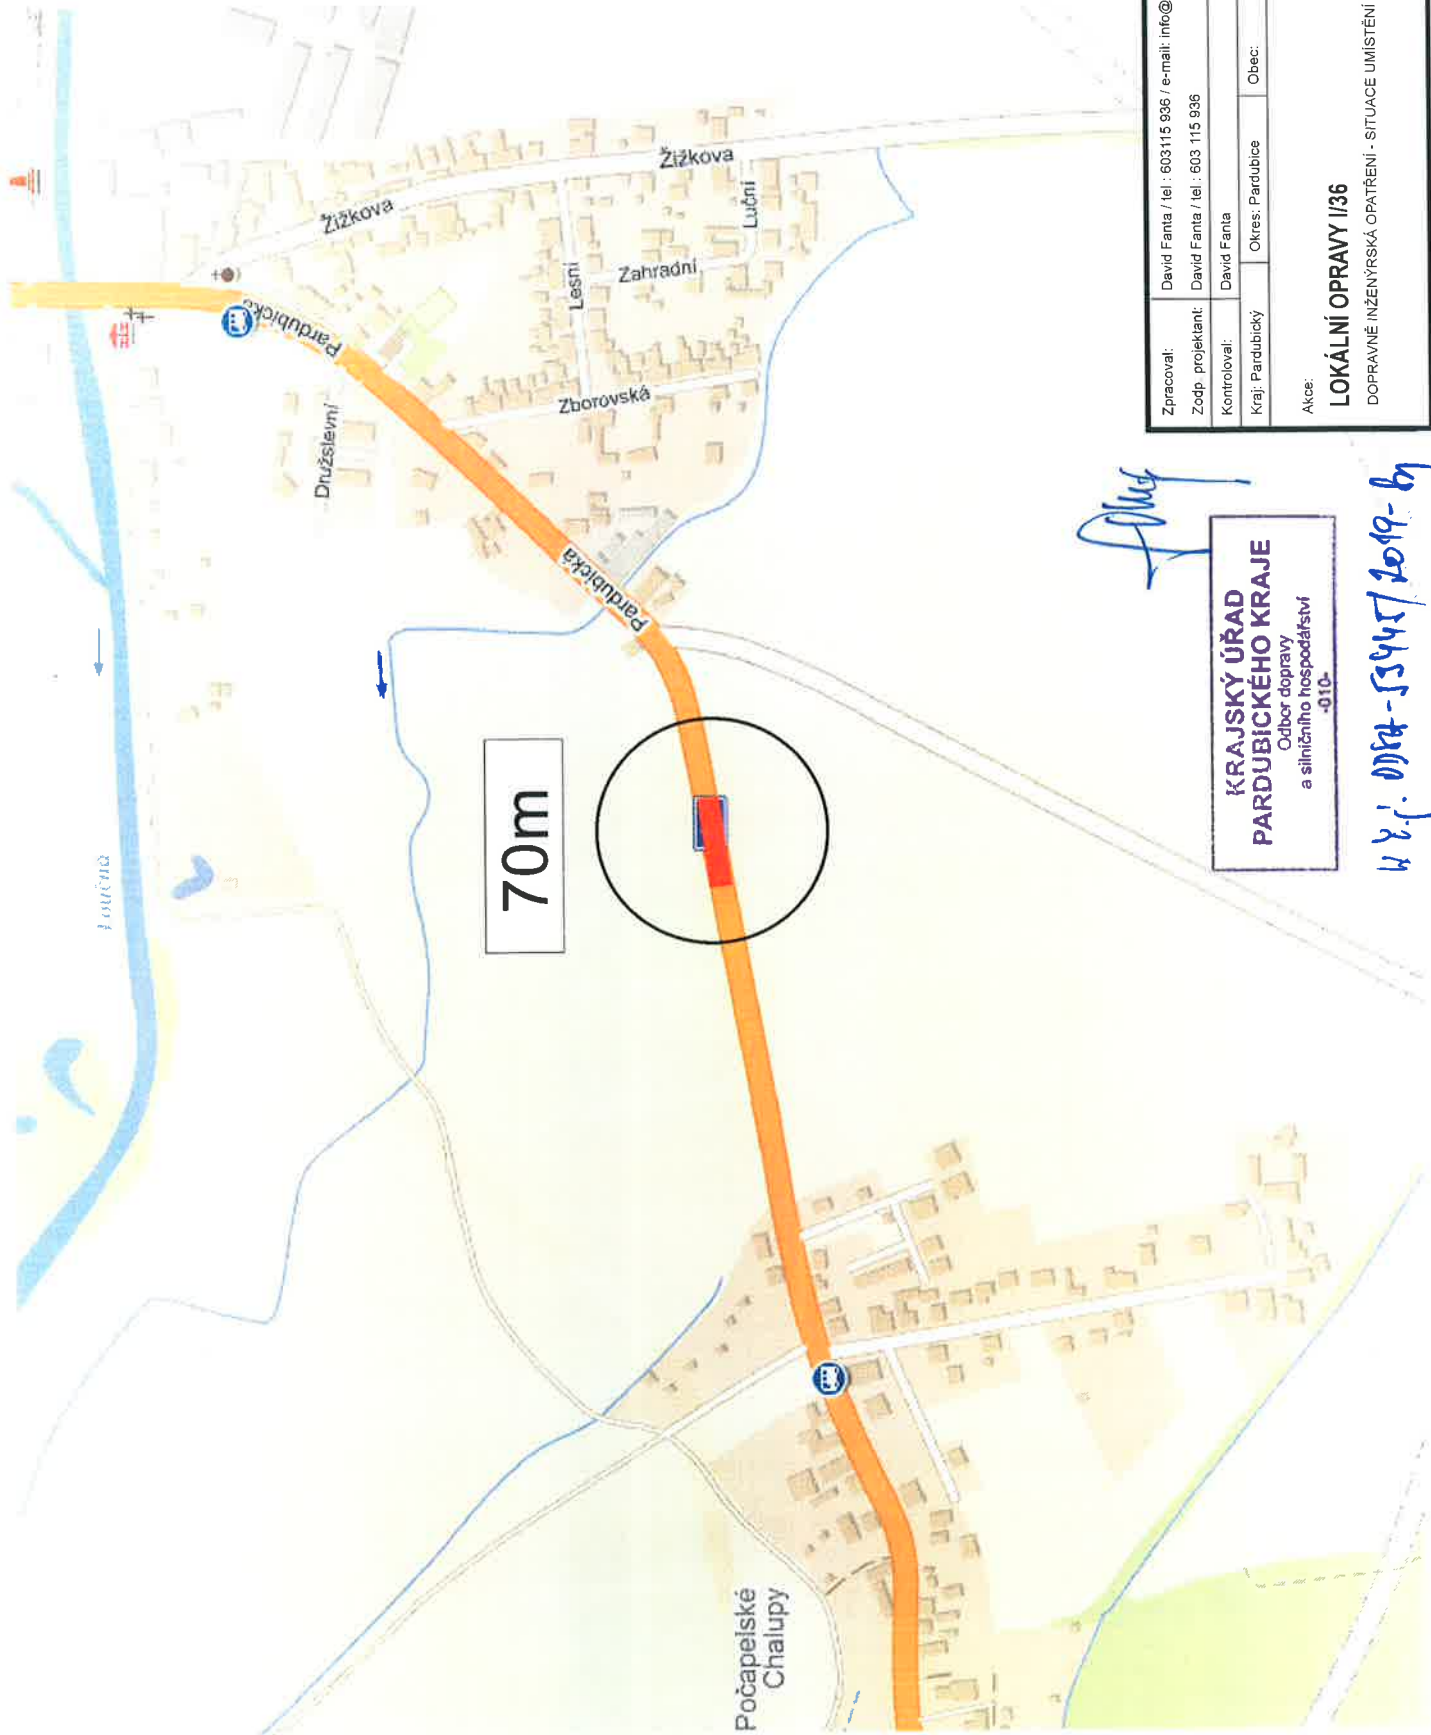 Loučná
Družstevní
Pardubická
Žižkova
Žižkova
Lesní
Zahradní
Luční
Zborovská
Pardubická
70m
Počapelské
Chalupy
KRAJSKÝ ÚŘAD
PARDUBICKÉHO KRAJE
Odbor dopravy
a silničního hospodářství
-010-
Zpracoval: David Fanta / tel.: 603115 936 / e-mail: info@
Zodp. projektant: David Fanta / tel.: 603 115 936
Kontroloval: David Fanta
Kraj: Pardubický Okres: Pardubice Obec:
Akce:
LOKÁLNÍ OPRAVY I/36
DOPRAVNĚ INŽENÝRSKÁ OPATŘENÍ - SITUACE UMÍSTĚNÍ